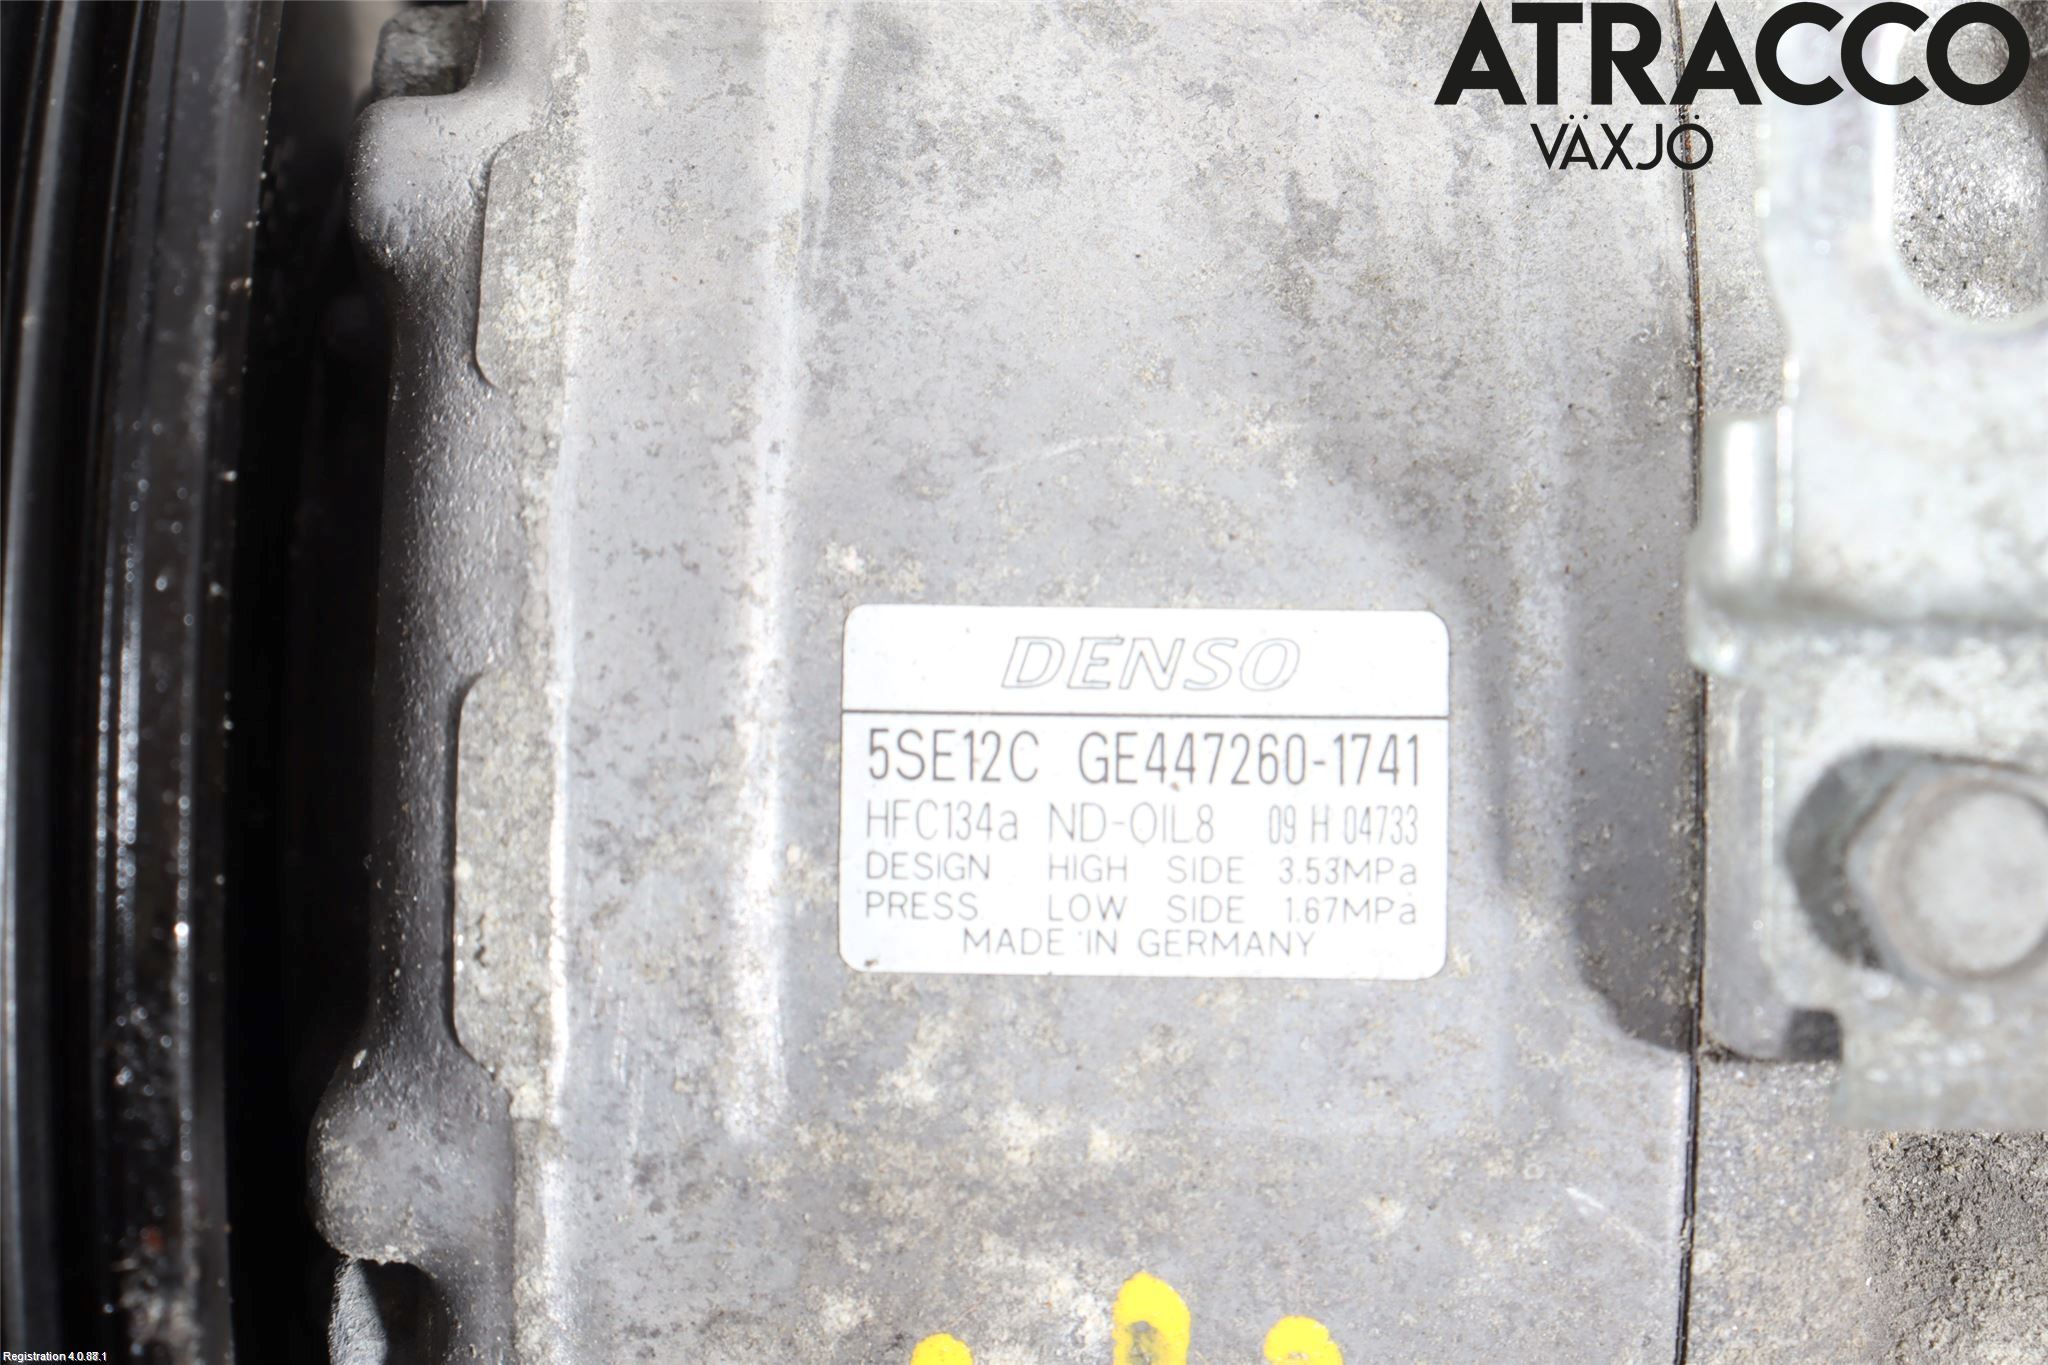 ATRACCO
VÄXJÖ
DENSO
5SE12C GE447260-1741
HFC134a ND-OIL8 09 H 04733
DESIGN HIGH SIDE 3.53MPa
PRESS LOW SIDE 1.67MPa
MADE IN GERMANY
Registration 4.0.87.1